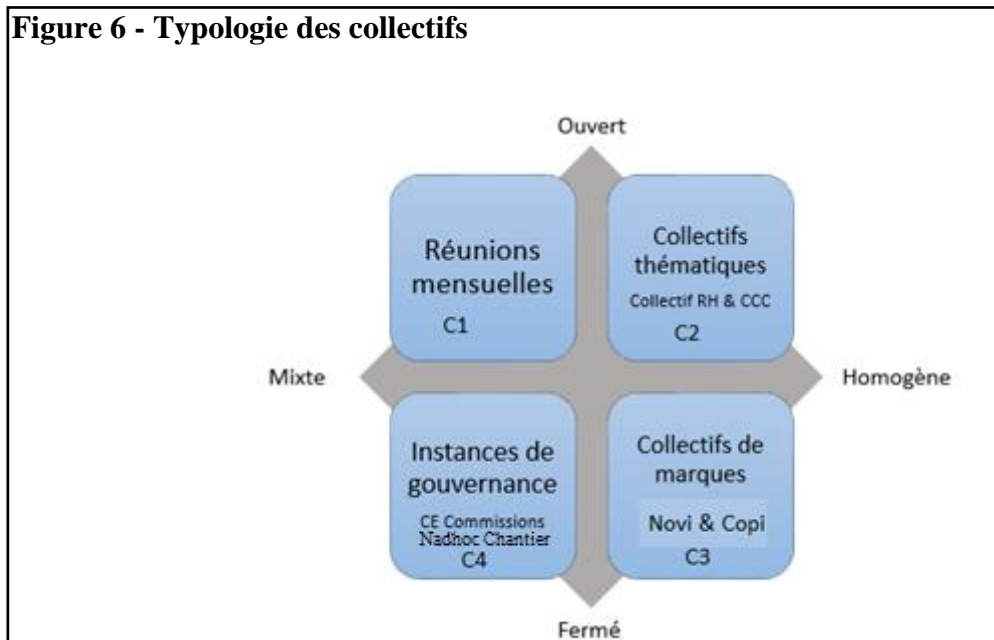 Figure 6 - Typologie des collectifs
Ouvert
Réunions
mensuelles
C1
Collectifs
thématiques
Collectif RH & CCC
C2
Mixte
Homogène
Instances de
gouvernance
CE Commissions
Nadhoc Chantier
C4
Collectifs de
marques
Novi & Copi
C3
Fermé